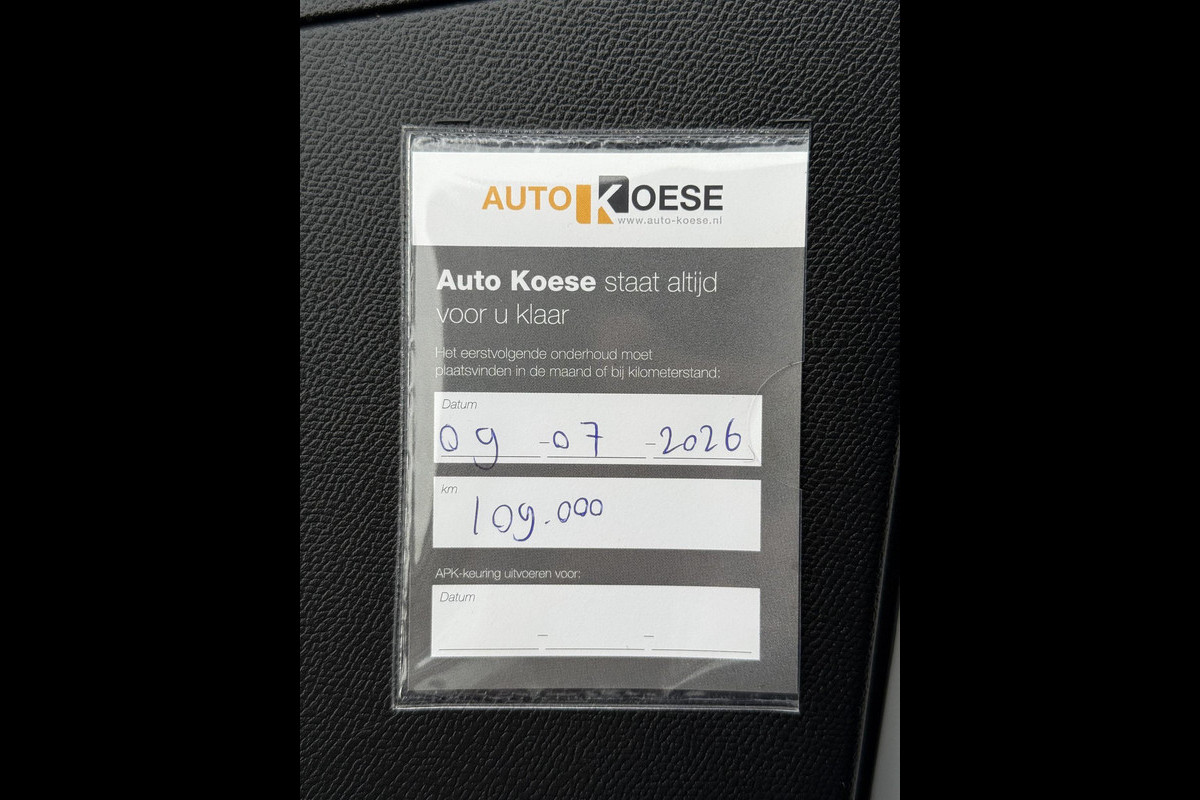 AUTO KOESE
www.auto-koese.nl
Auto Koese staat altijd
voor u klaar
Het eerstvolgende onderhoud moet
plaatsvinden in de maand of bij kilometerstand:
Datum
09 - 07 - 2026
km
109.000
APK-keuring uitvoeren voor:
Datum